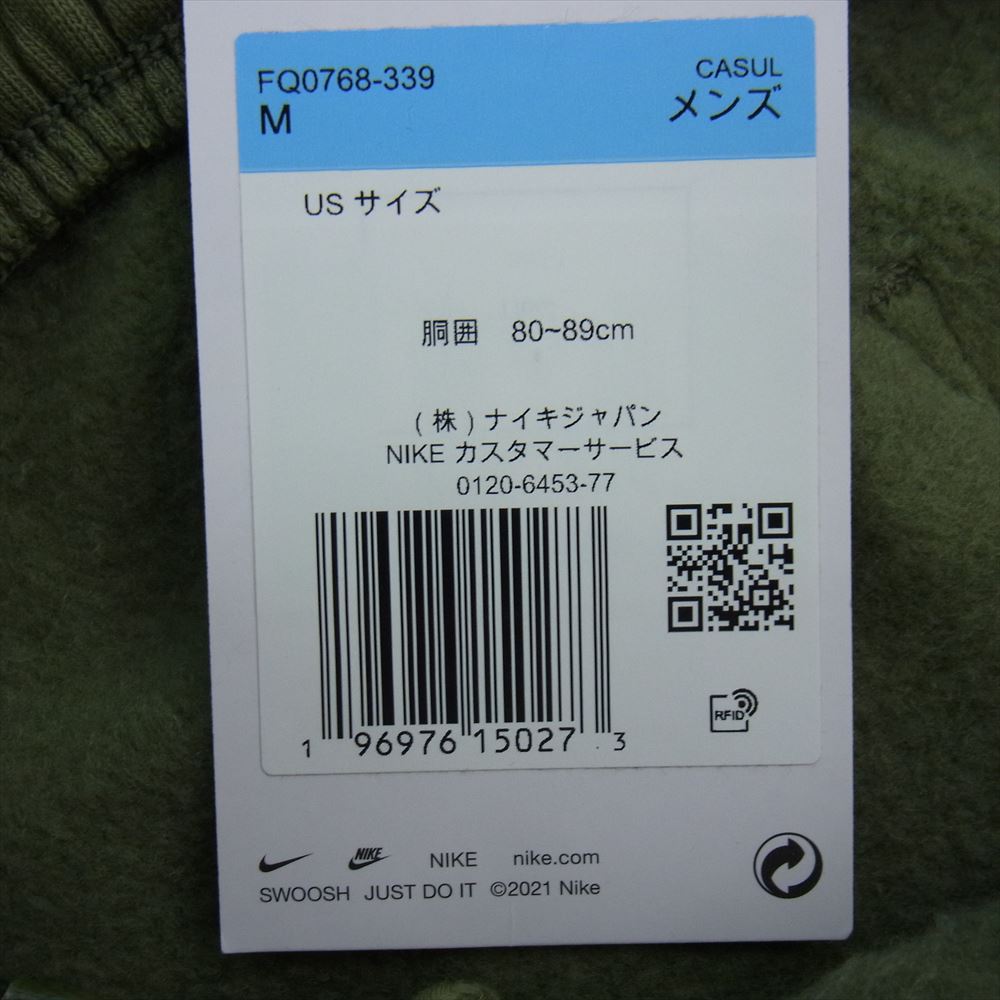 FQ0768-339
CASUL
M
メンズ
US サイズ
胴囲 80~89cm
(株)ナイキジャパン
NIKE カスタマーサービス
0120-6453-77
RFID
1 96976 15027 3
NIKE NIKE nike.com
SWOOSH JUST DO IT ©2021 Nike